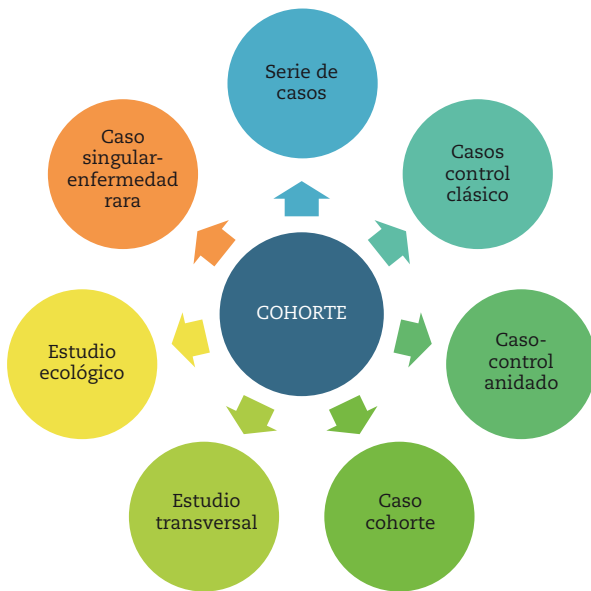 Serie de
casos
Caso
singular-
enfermedad
rara
Casos
control
clásico
COHORTE
Estudio
ecológico
Caso-
control
anidado
Estudio
transversal
Caso
cohorte